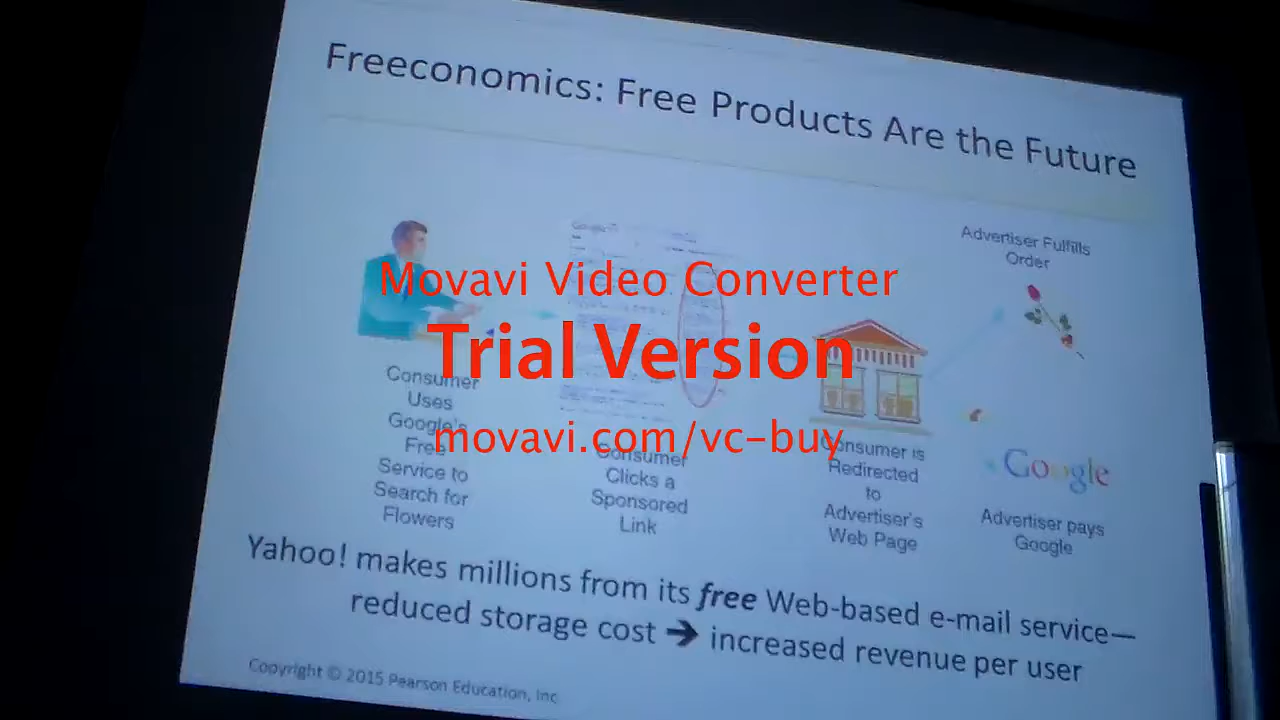 Freeconomics: Free Products Are the Future
Advertiser Fulfills
Order
Movavi Video Converter
Trial Version
movavi.com/vc-buy
Consumer
Uses
Google's
Free
Service to
Search for
Flowers
Consumer
Clicks a
Sponsored
Link
Consumer is
Redirected
to
Advertiser's
Web Page
Google
Advertiser pays
Google
Yahoo! makes millions from its free Web-based e-mail service—
reduced storage cost ➔ increased revenue per user
Copyright © 2015 Pearson Education, Inc